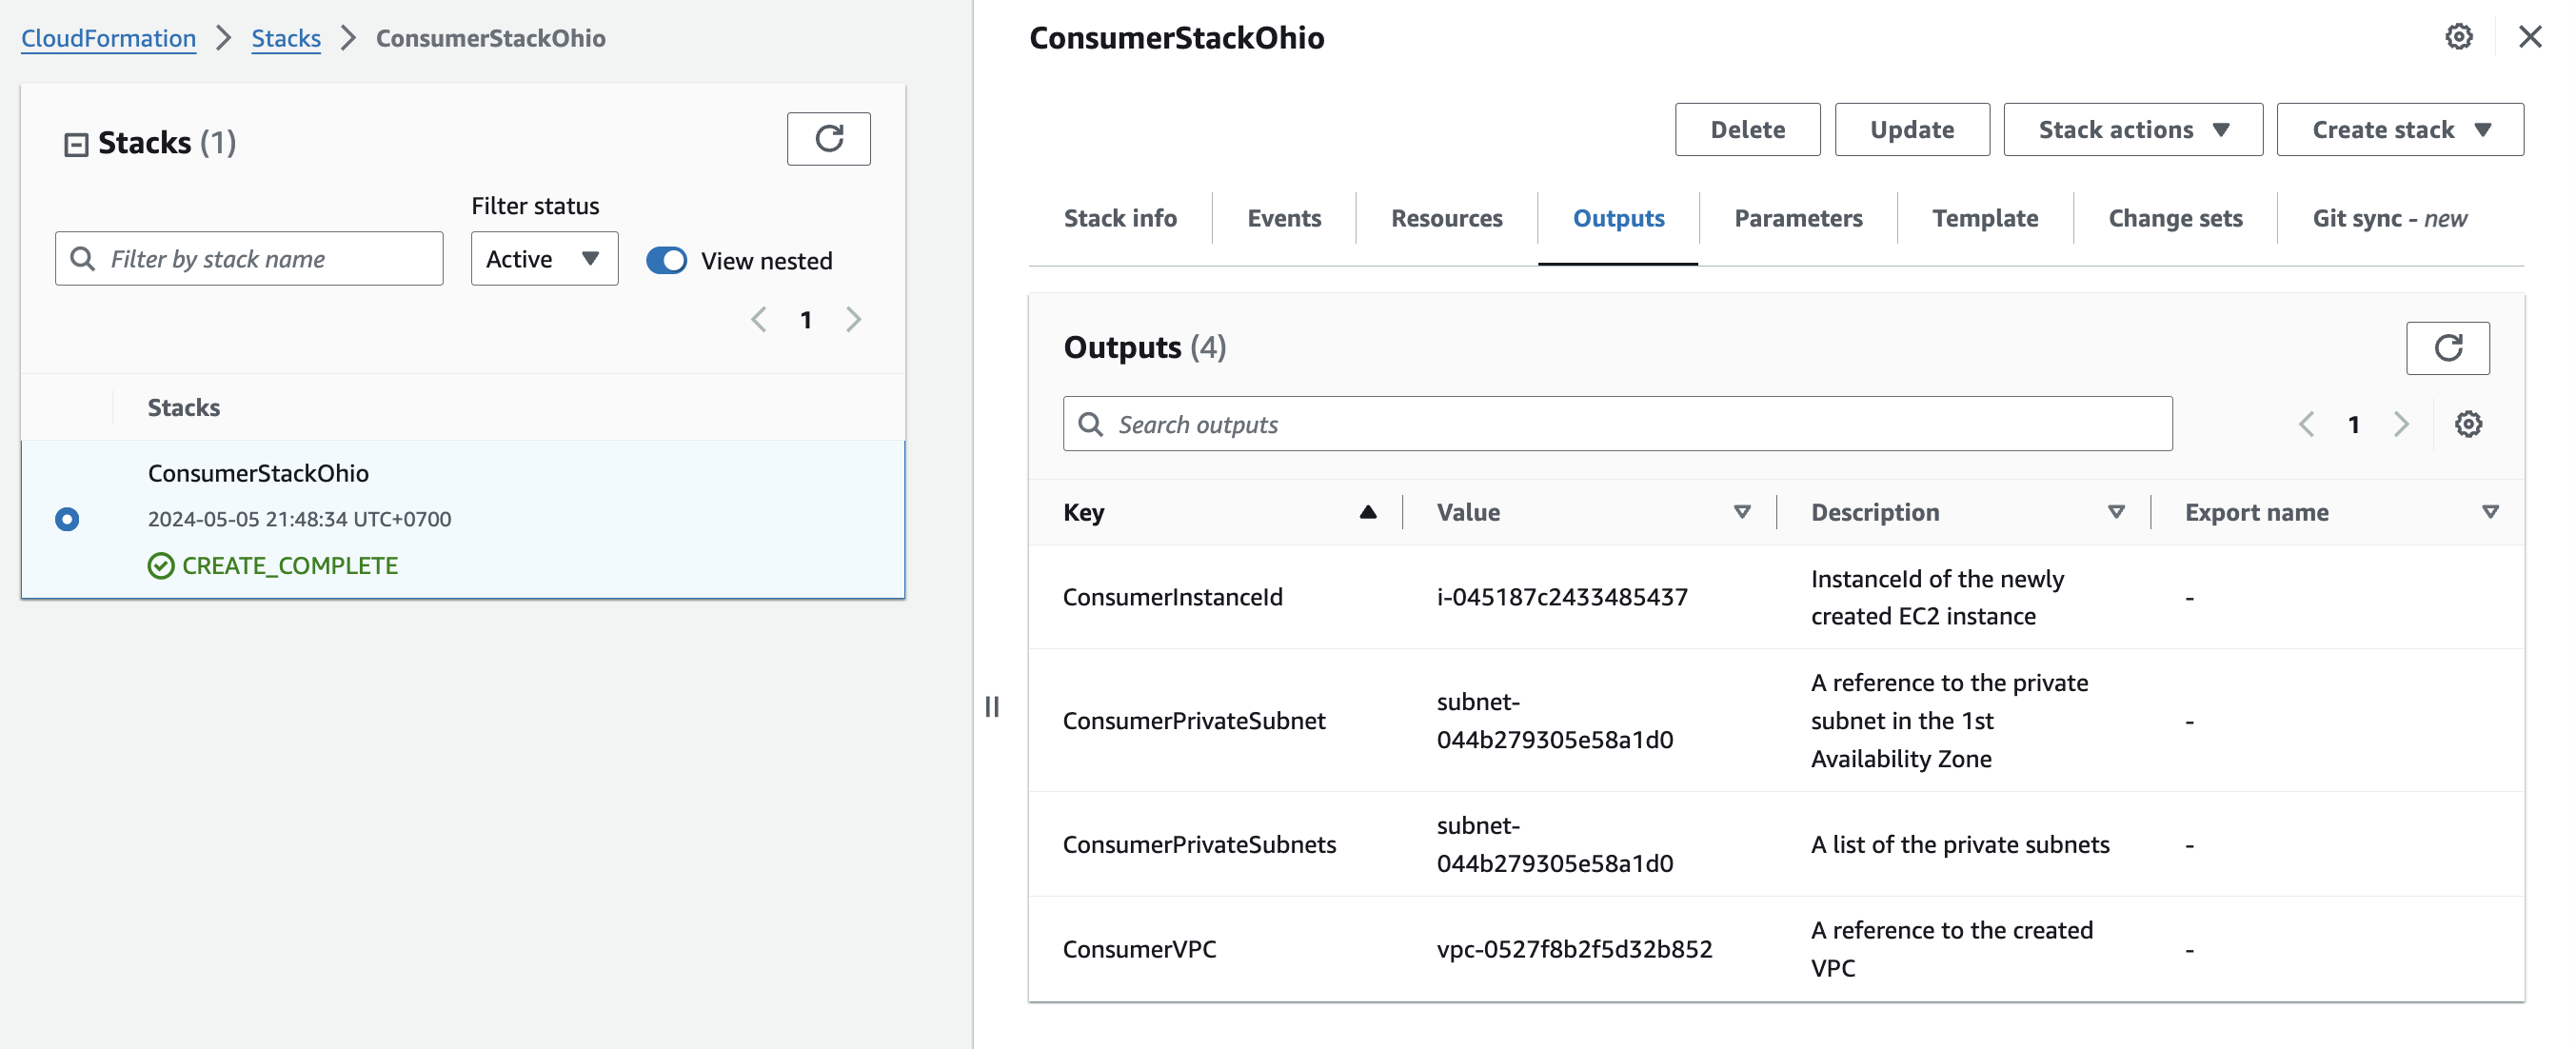 CloudFormation > Stacks > ConsumerStackOhio
Stacks (1)
Filter status
Filter by stack name
Active
View nested
1
Stacks
ConsumerStackOhio
2024-05-05 21:48:34 UTC+0700
CREATE_COMPLETE
ConsumerStackOhio
Delete Update Stack actions Create stack
Stack info Events Resources Outputs Parameters Template Change sets Git sync - new
Outputs (4)
Search outputs
1
Key Value Description Export name
ConsumerInstanceId i-045187c2433485437 InstanceId of the newly
created EC2 instance
-
ConsumerPrivateSubnet
subnet-
044b279305e58a1d0
A reference to the private
subnet in the 1st
Availability Zone
-
ConsumerPrivateSubnets
subnet-
044b279305e58a1d0
A list of the private subnets
-
ConsumerVPC vpc-0527f8b2f5d32b852 A reference to the created
VPC
-